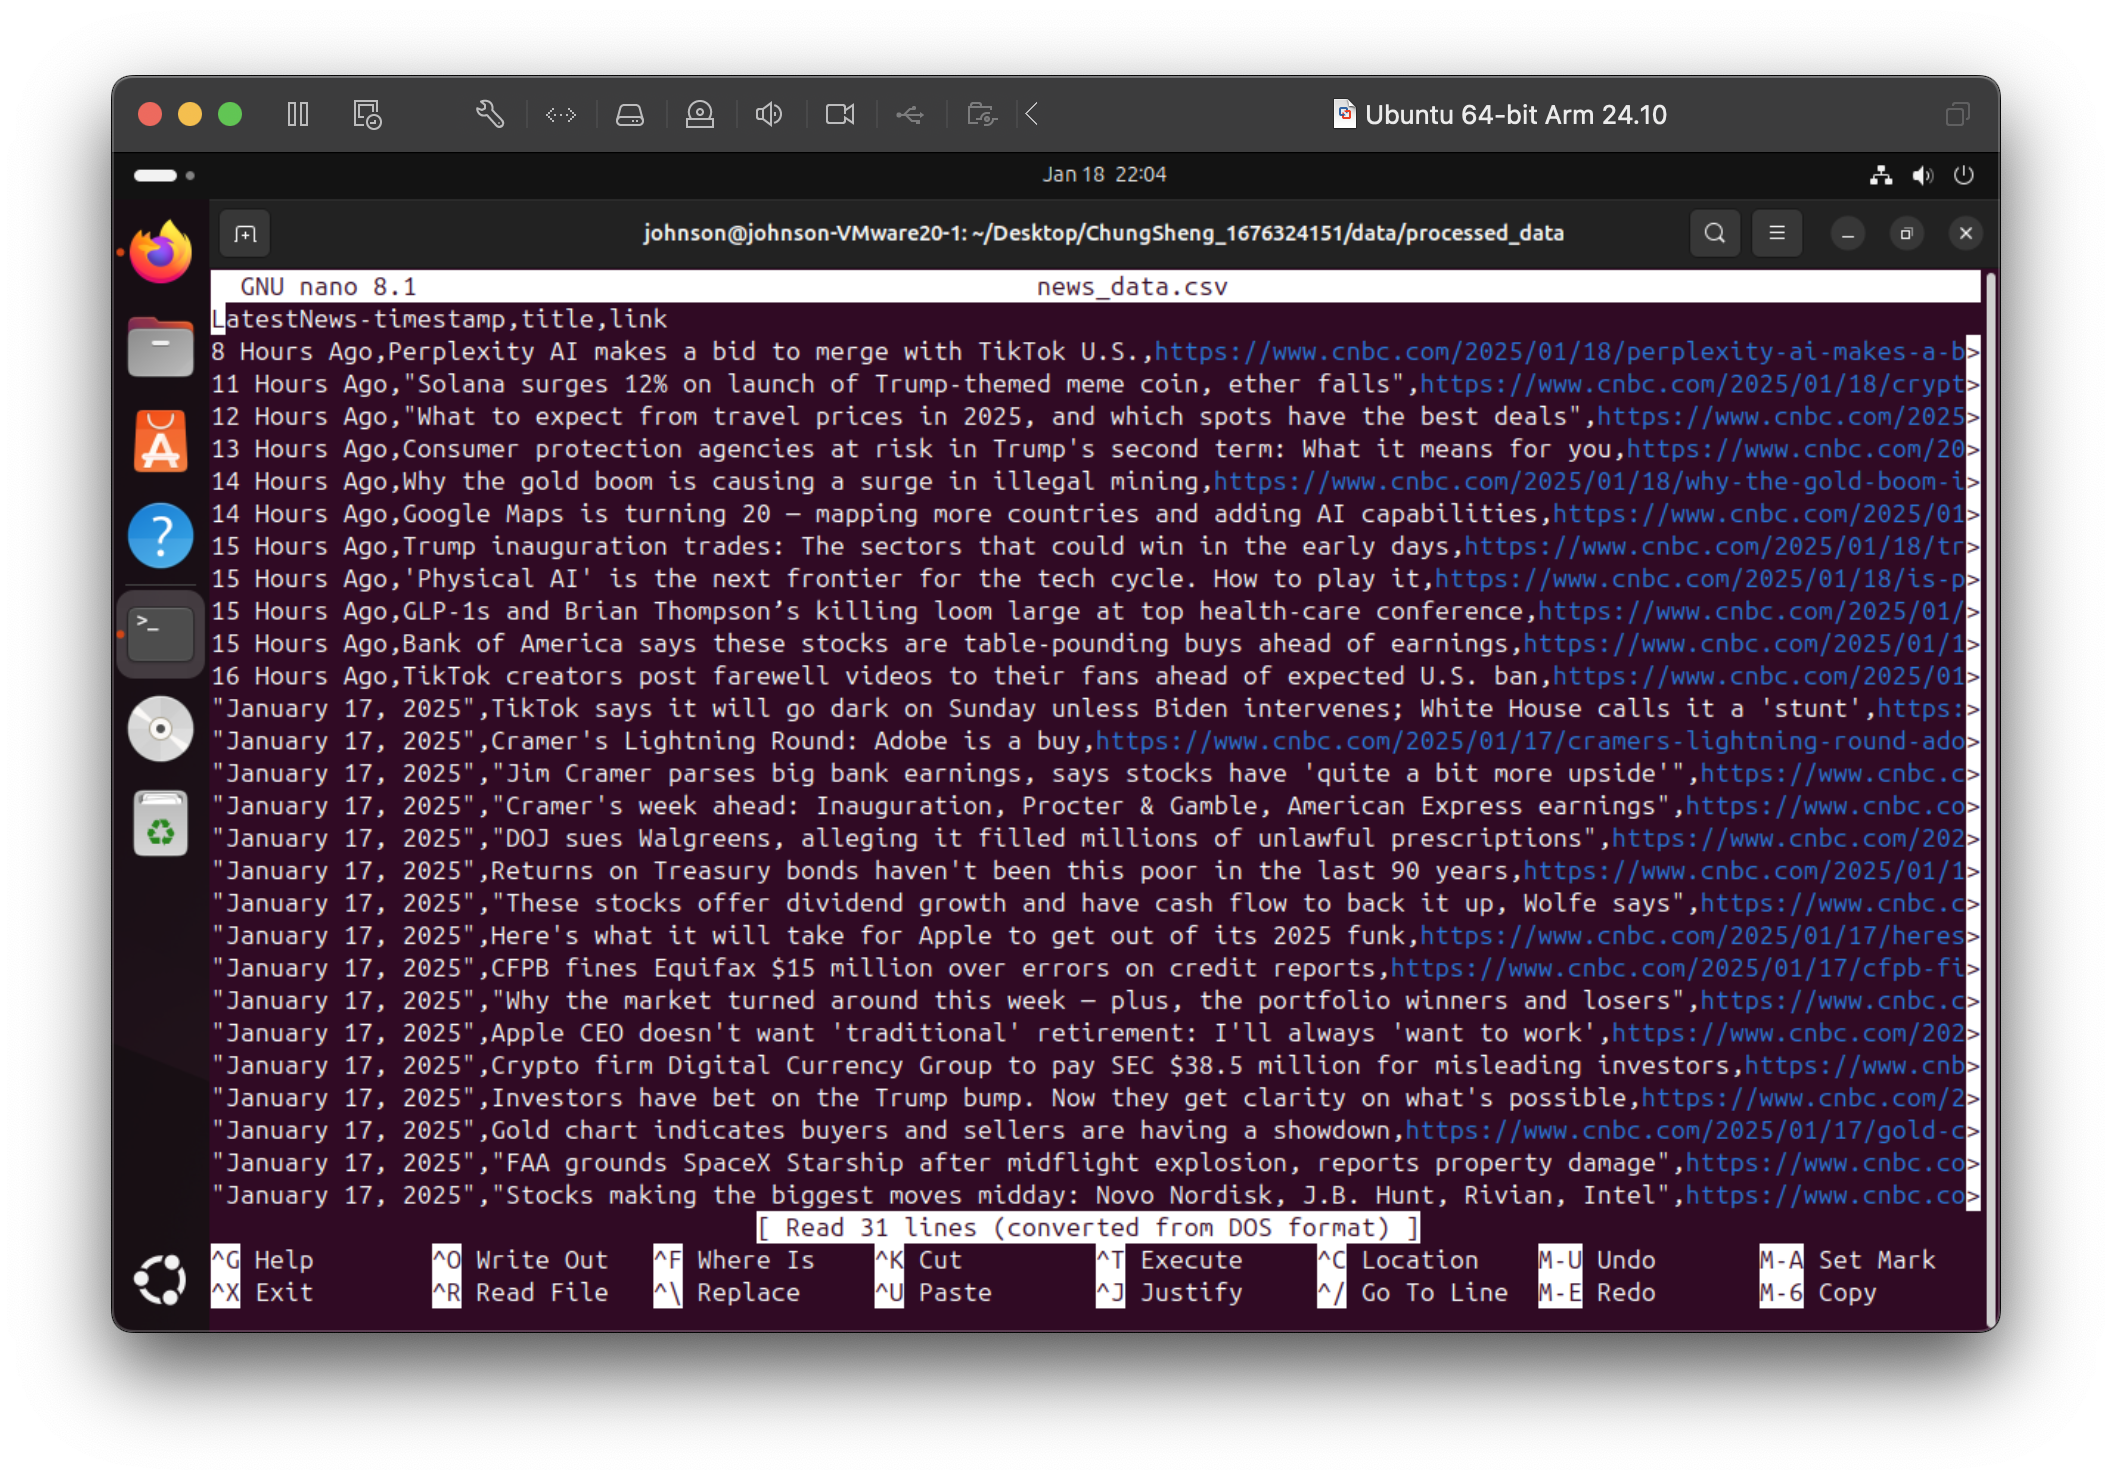 Ubuntu 64-bit Arm 24.10
Jan 18 22:04
johnson@johnson-VMware20-1: ~/Desktop/ChungSheng_1676324151/data/processed_data
GNU nano 8.1 news_data.csv
LatestNews-timestamp,title,link
8 Hours Ago,Perplexity AI makes a bid to merge with TikTok U.S.,https://www.cnbc.com/2025/01/18/perplexity-ai-makes-a-b>
11 Hours Ago,"Solana surges 12% on launch of Trump-themed meme coin, ether falls",https://www.cnbc.com/2025/01/18/crypt>
12 Hours Ago,"What to expect from travel prices in 2025, and which spots have the best deals",https://www.cnbc.com/2025>
13 Hours Ago,Consumer protection agencies at risk in Trump's second term: What it means for you,https://www.cnbc.com/20>
14 Hours Ago,Why the gold boom is causing a surge in illegal mining,https://www.cnbc.com/2025/01/18/why-the-gold-boom-i>
14 Hours Ago,Google Maps is turning 20 — mapping more countries and adding AI capabilities,https://www.cnbc.com/2025/01>
15 Hours Ago,Trump inauguration trades: The sectors that could win in the early days,https://www.cnbc.com/2025/01/18/tr>
15 Hours Ago,'Physical AI' is the next frontier for the tech cycle. How to play it,https://www.cnbc.com/2025/01/18/is-p>
15 Hours Ago,GLP-1s and Brian Thompson’s killing loom large at top health-care conference,https://www.cnbc.com/2025/01/>
15 Hours Ago,Bank of America says these stocks are table-pounding buys ahead of earnings,https://www.cnbc.com/2025/01/1>
16 Hours Ago,TikTok creators post farewell videos to their fans ahead of expected U.S. ban,https://www.cnbc.com/2025/01>
"January 17, 2025",TikTok says it will go dark on Sunday unless Biden intervenes; White House calls it a 'stunt',https:>
"January 17, 2025",Cramer's Lightning Round: Adobe is a buy,https://www.cnbc.com/2025/01/17/cramers-lightning-round-ado>
"January 17, 2025","Jim Cramer parses big bank earnings, says stocks have 'quite a bit more upside'",https://www.cnbc.c>
"January 17, 2025","Cramer's week ahead: Inauguration, Procter & Gamble, American Express earnings",https://www.cnbc.co>
"January 17, 2025","DOJ sues Walgreens, alleging it filled millions of unlawful prescriptions",https://www.cnbc.com/202>
"January 17, 2025",Returns on Treasury bonds haven't been this poor in the last 90 years,https://www.cnbc.com/2025/01/1>
"January 17, 2025","These stocks offer dividend growth and have cash flow to back it up, Wolfe says",https://www.cnbc.c>
"January 17, 2025",Here's what it will take for Apple to get out of its 2025 funk,https://www.cnbc.com/2025/01/17/heres>
"January 17, 2025",CFPB fines Equifax $15 million over errors on credit reports,https://www.cnbc.com/2025/01/17/cfpb-fi>
"January 17, 2025","Why the market turned around this week — plus, the portfolio winners and losers",https://www.cnbc.c>
"January 17, 2025",Apple CEO doesn't want 'traditional' retirement: I'll always 'want to work',https://www.cnbc.com/202>
"January 17, 2025",Crypto firm Digital Currency Group to pay SEC $38.5 million for misleading investors,https://www.cnb>
"January 17, 2025",Investors have bet on the Trump bump. Now they get clarity on what's possible,https://www.cnbc.com/2>
"January 17, 2025",Gold chart indicates buyers and sellers are having a showdown,https://www.cnbc.com/2025/01/17/gold-c>
"January 17, 2025","FAA grounds SpaceX Starship after midflight explosion, reports property damage",https://www.cnbc.co>
"January 17, 2025","Stocks making the biggest moves midday: Novo Nordisk, J.B. Hunt, Rivian, Intel",https://www.cnbc.co>
[ Read 31 lines (converted from DOS format) ]
^G Help ^O Write Out ^F Where Is ^K Cut ^T Execute ^C Location M-U Undo M-A Set Mark
^X Exit ^R Read File ^\ Replace ^U Paste ^J Justify ^/ Go To Line M-E Redo M-6 Copy